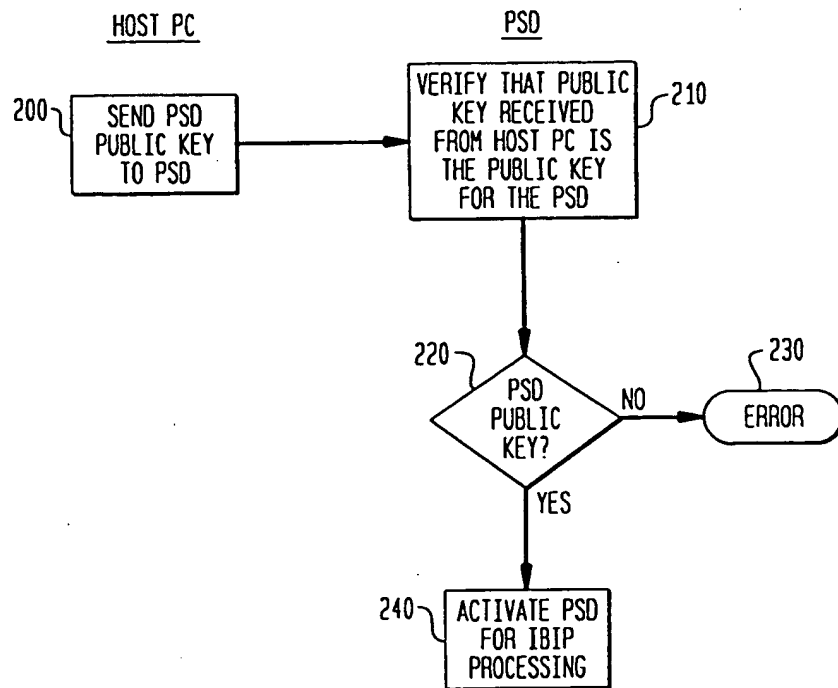 HOST PC
PSD
200
SEND PSD
PUBLIC KEY
TO PSD
VERIFY THAT PUBLIC
KEY RECEIVED
FROM HOST PC IS
THE PUBLIC KEY
FOR THE PSD
210
220
PSD
PUBLIC
KEY?
NO
230
ERROR
YES
240
ACTIVATE PSD
FOR IBIP
PROCESSING